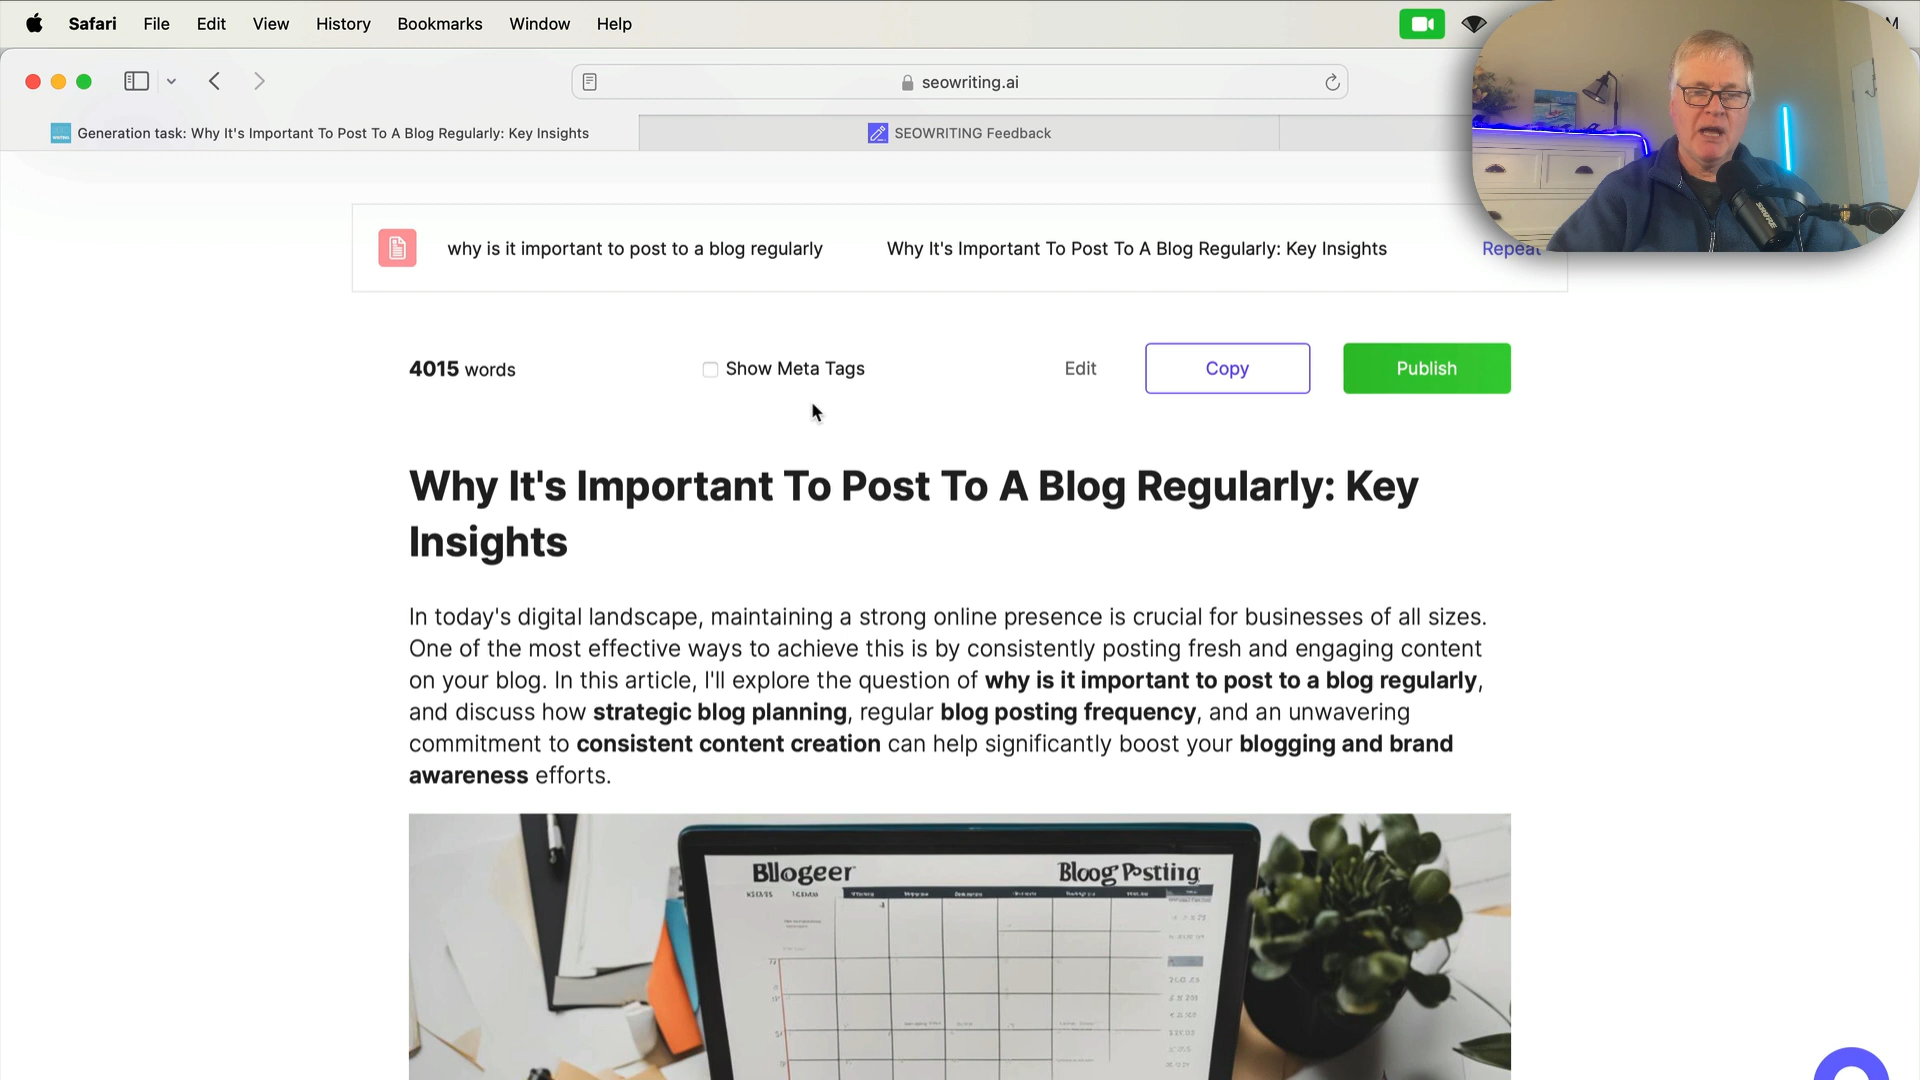 Safari File Edit View History Bookmarks Window Help
seowriting.ai
Generation task: Why It's Important To Post To A Blog Regularly: Key Insights
SEOWRITING Feedback
why is it important to post to a blog regularly
Why It's Important To Post To A Blog Regularly: Key Insights
Repeat
4015 words
Show Meta Tags
Edit
Copy
Publish
Why It's Important To Post To A Blog Regularly: Key
Insights
In today's digital landscape, maintaining a strong online presence is crucial for businesses of all sizes.
One of the most effective ways to achieve this is by consistently posting fresh and engaging content
on your blog. In this article, I'll explore the question of why is it important to post to a blog regularly,
and discuss how strategic blog planning, regular blog posting frequency, and an unwavering
commitment to consistent content creation can help significantly boost your blogging and brand
awareness efforts.
Bllogeer
Bloog Posting
SHURE